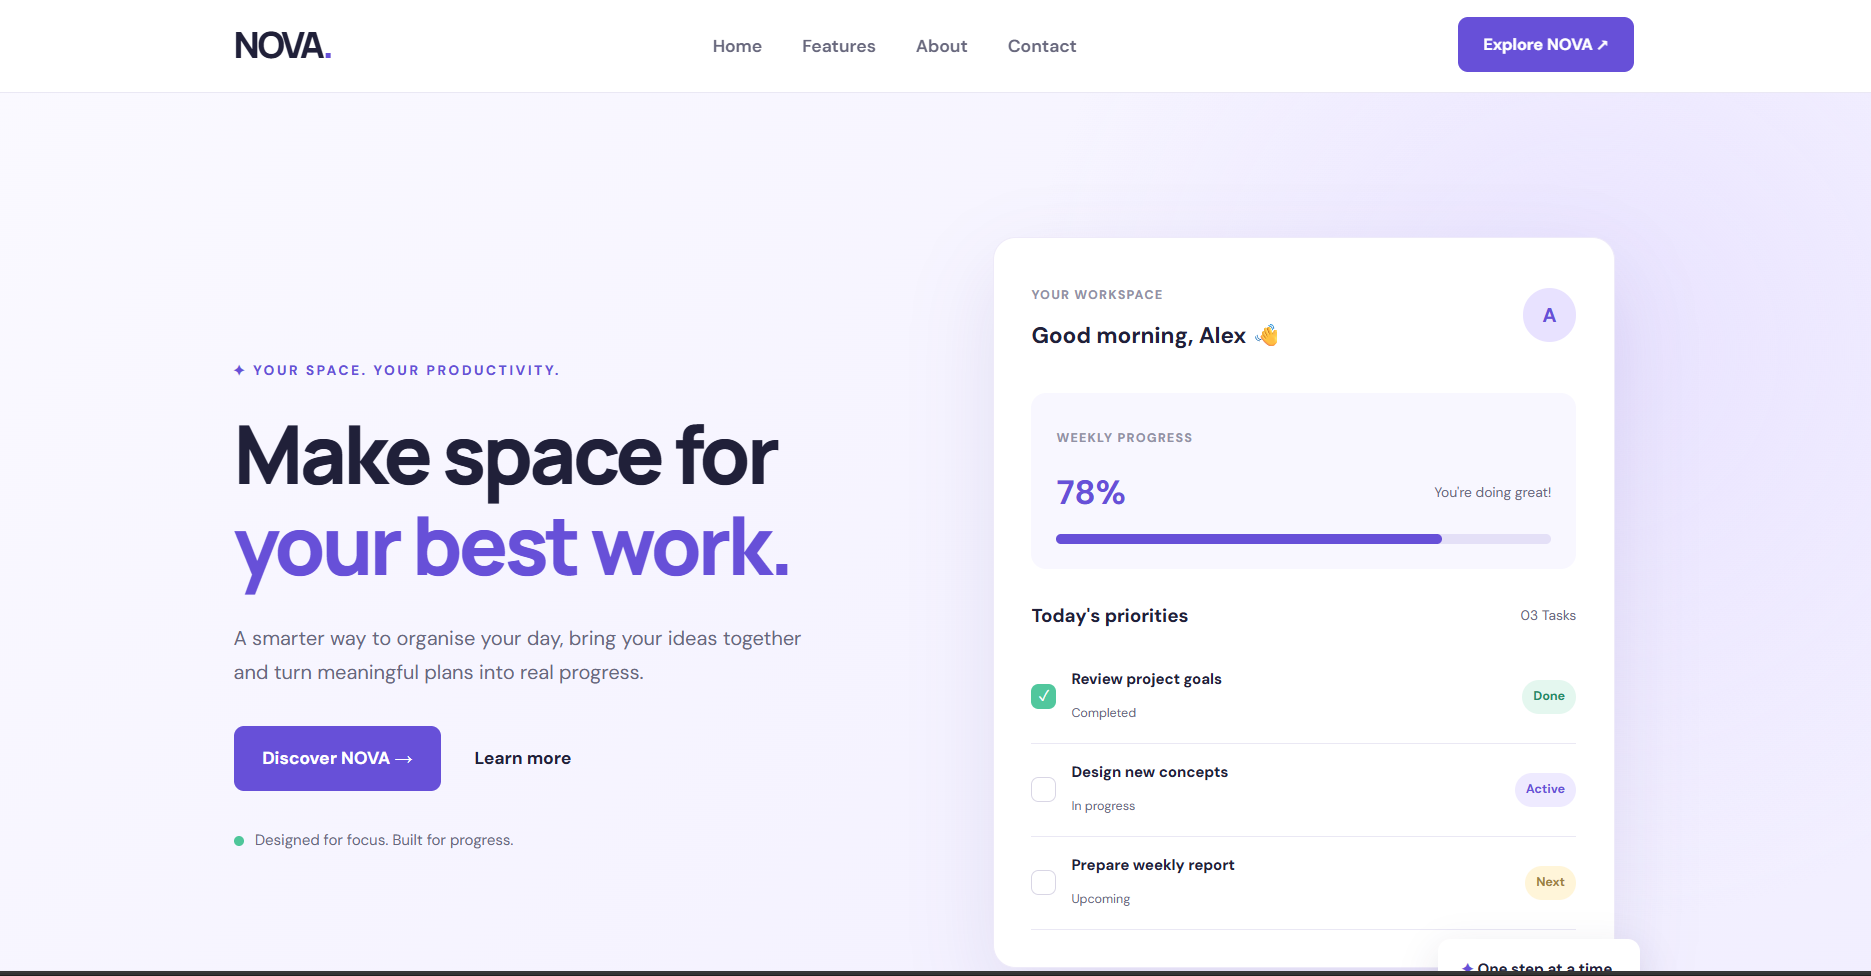 NOVA.
Home
Features
About
Contact
Explore NOVA ↗
✦ YOUR SPACE. YOUR PRODUCTIVITY.
Make space for
your best work.
A smarter way to organise your day, bring your ideas together
and turn meaningful plans into real progress.
Discover NOVA →
Learn more
Designed for focus. Built for progress.
YOUR WORKSPACE
Good morning, Alex 👋
A
WEEKLY PROGRESS
78%
You're doing great!
Today's priorities
03 Tasks
✓
Review project goals
Completed
Done
Design new concepts
In progress
Active
Prepare weekly report
Upcoming
Next
✦ One step at a time